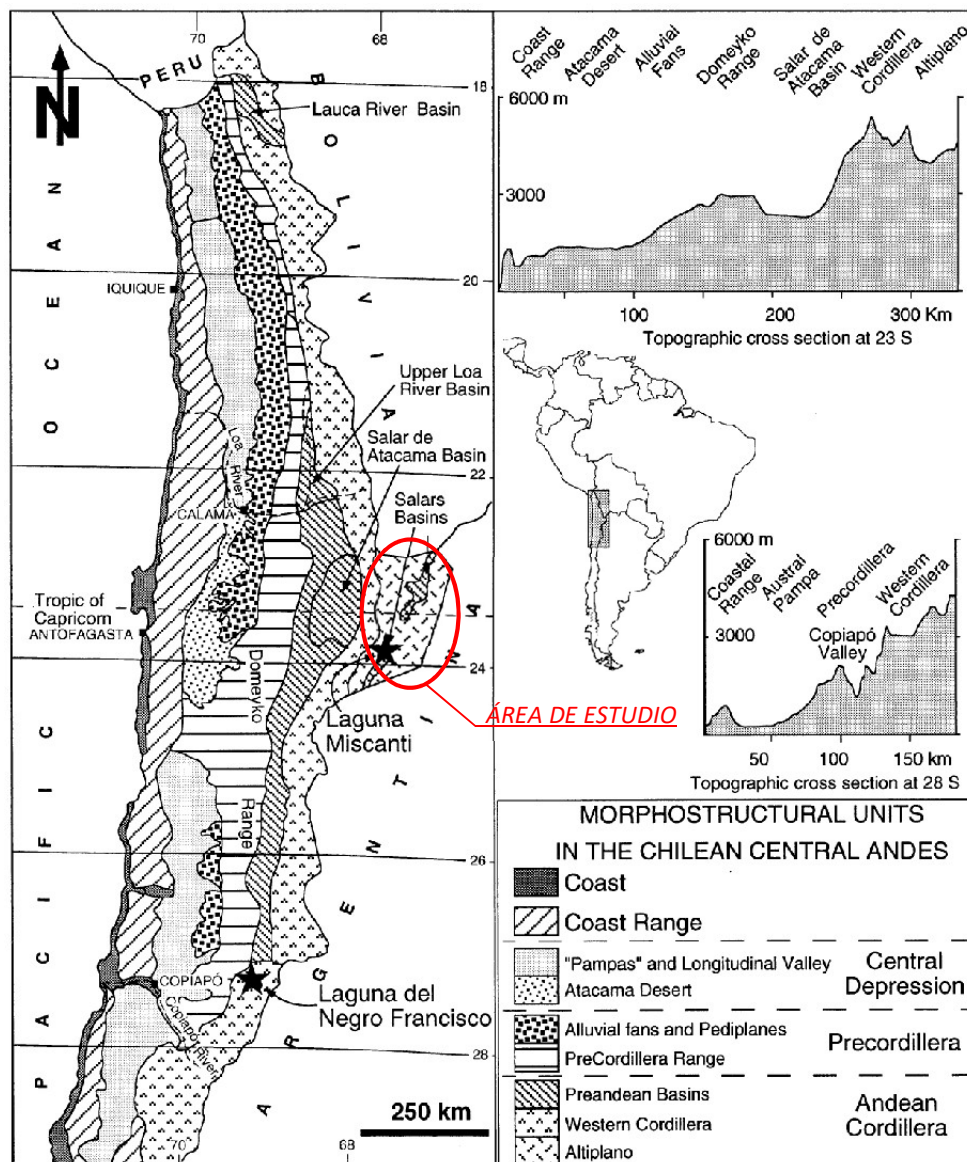 70
68
PERU
18
N
Lauca River Basin
BOLIVIA
OCEAN
20
IQUIQUE
Upper Loa
River Basin
Salar de
Atacama Basin
22
Loa River
Salars
Basins
CALAMA
Tropic of
Capricorn
ANTOFAGASTA
24
Domeyko Range
Laguna
Miscanti
ÁREA DE ESTUDIO
PACIFIC
ARGENTINA
26
COPIAPÓ
Copiapó River
Laguna del
Negro Francisco
28
250 km
70
68
Coast Range
Atacama Desert
Alluvial Fans
Domeyko Range
Salar de Atacama Basin
Western Cordillera
Altiplano
6000 m
3000
100 200 300 Km
Topographic cross section at 23 S
6000 m
Coastal Range
Austral Pampa
Precordillera
Western Cordillera
3000
Copiapó
Valley
50 100 150 km
Topographic cross section at 28 S
MORPHOSTRUCTURAL UNITS
IN THE CHILEAN CENTRAL ANDES
Coast
Coast Range
"Pampas" and Longitudinal Valley
Atacama Desert
Central
Depression
Alluvial fans and Pediplanes
PreCordillera Range
Precordillera
Preandean Basins
Western Cordillera
Altiplano
Andean
Cordillera